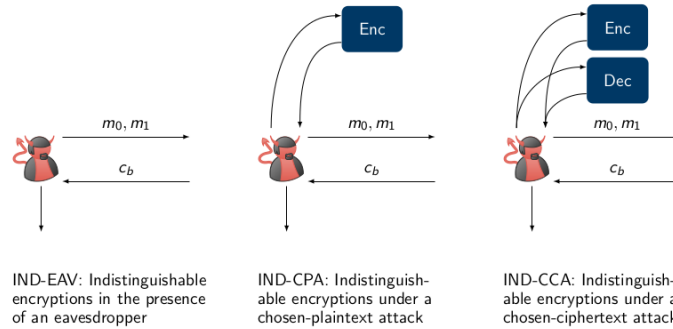 Enc
Enc
Dec
m0, m1
m0, m1
m0, m1
cb
cb
cb
IND-EAV: Indistinguishable
encryptions in the presence
of an eavesdropper
IND-CPA: Indistinguish-
able encryptions under a
chosen-plaintext attack
IND-CCA: Indistinguish-
able encryptions under a
chosen-ciphertext attack